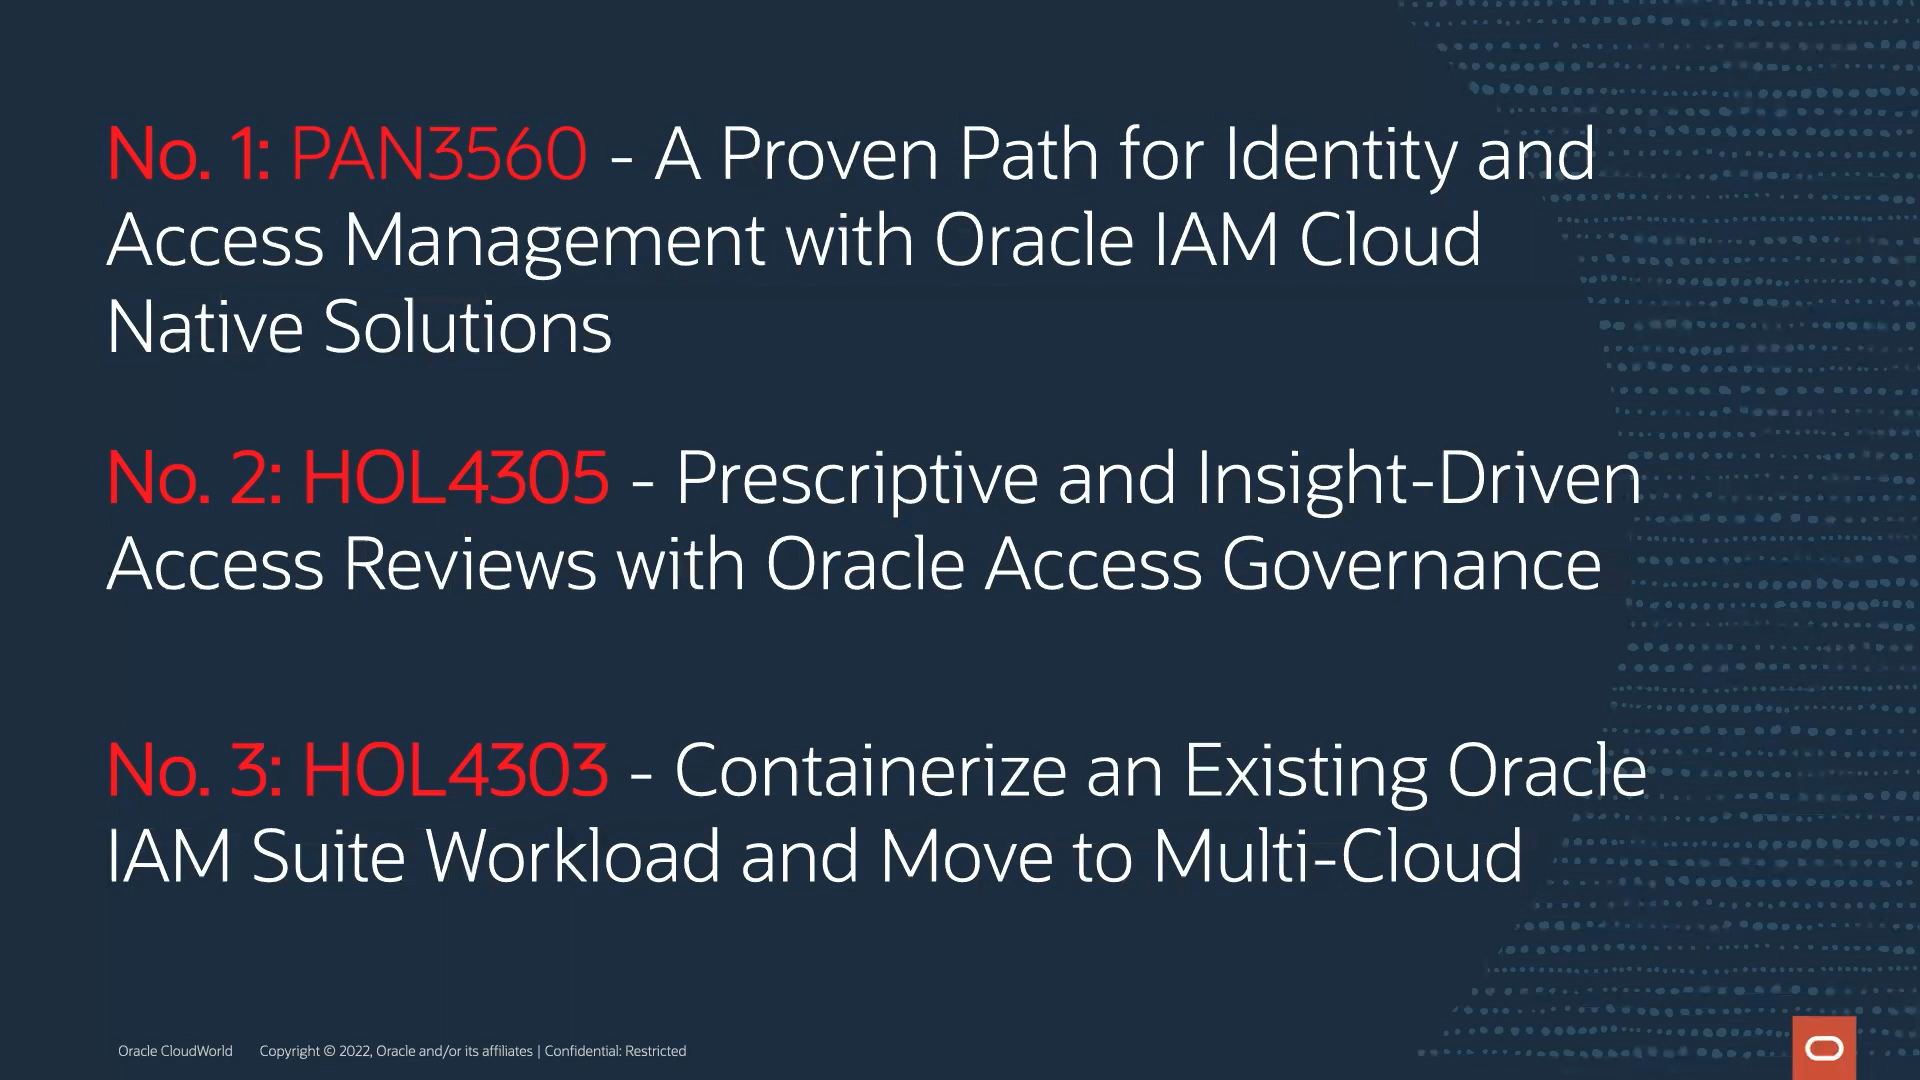 No. 1: PAN3560 - A Proven Path for Identity and
Access Management with Oracle IAM Cloud
Native Solutions
No. 2: HOL4305 - Prescriptive and Insight-Driven
Access Reviews with Oracle Access Governance
No. 3: HOL4303 - Containerize an Existing Oracle
IAM Suite Workload and Move to Multi-Cloud
Oracle CloudWorld Copyright © 2022, Oracle and/or its affiliates | Confidential: Restricted